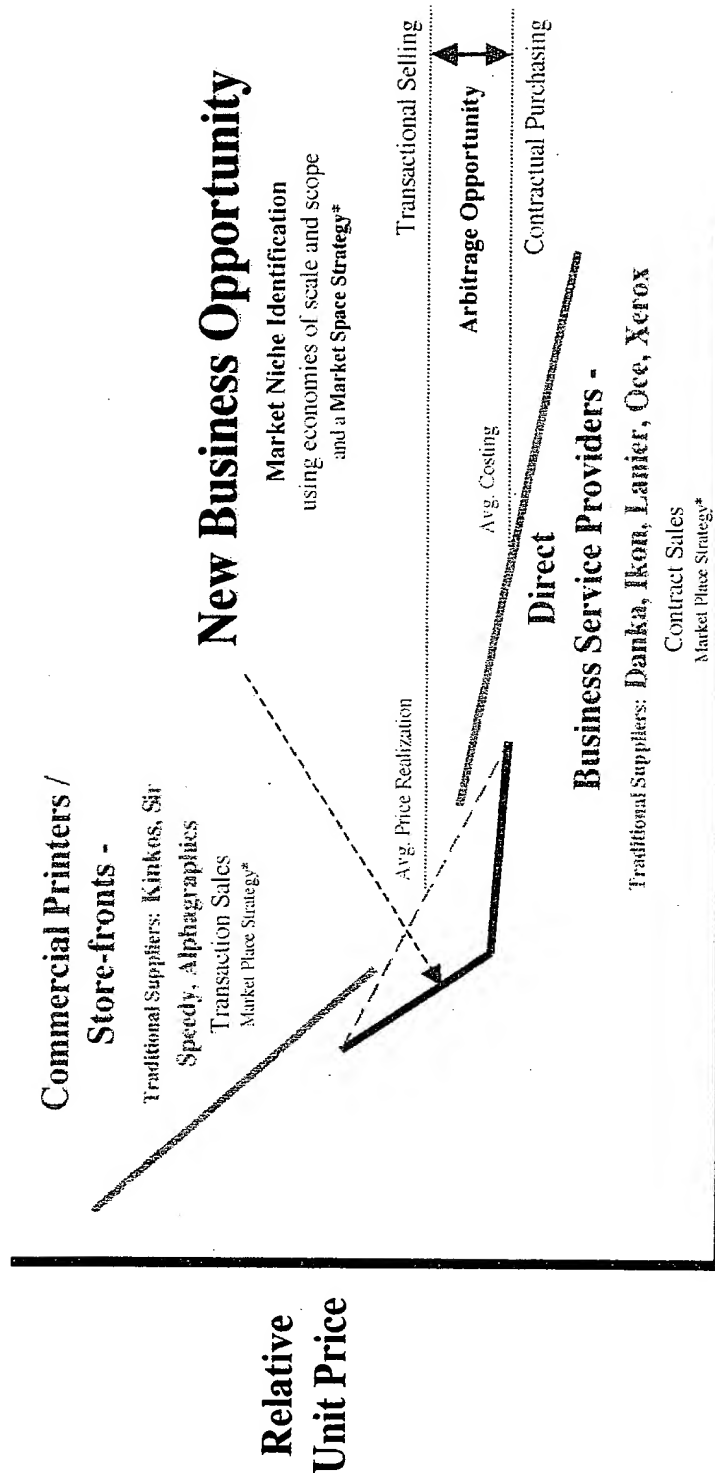 Relative
Unit Price
Commercial Printers /
Store-fronts -
Traditional Suppliers: Kinkos, Sir
Speedy, Alphagraphics
Transaction Sales
Market Place Strategy*
New Business Opportunity
Market Niche Identification
using economies of scale and scope
and a Market Space Strategy*
Avg. Price Realization
Transactional Selling
Arbitrage Opportunity
Avg. Costing
Contractual Purchasing
Direct
Business Service Providers -
Traditional Suppliers: Danka, Ikon, Lanier, Oce, Xerox
Contract Sales
Market Place Strategy*